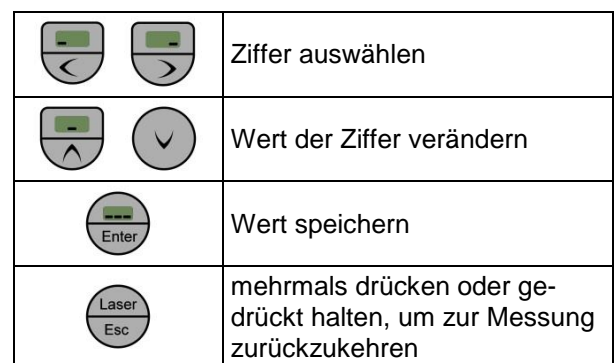 Ziffer auswählen
Wert der Ziffer verändern
Enter
Wert speichern
Laser
Esc
mehrmals drücken oder ge-
drückt halten, um zur Messung
zurückzukehren